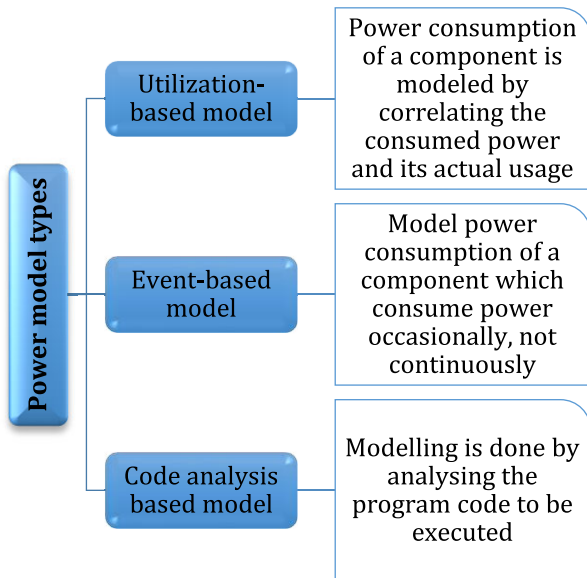 Power model types
Utilization-
based model
Power consumption
of a component is
modeled by
correlating the
consumed power
and its actual usage
Event-based
model
Model power
consumption of a
component which
consume power
occasionally, not
continuously
Code analysis
based model
Modelling is done by
analysing the
program code to be
executed